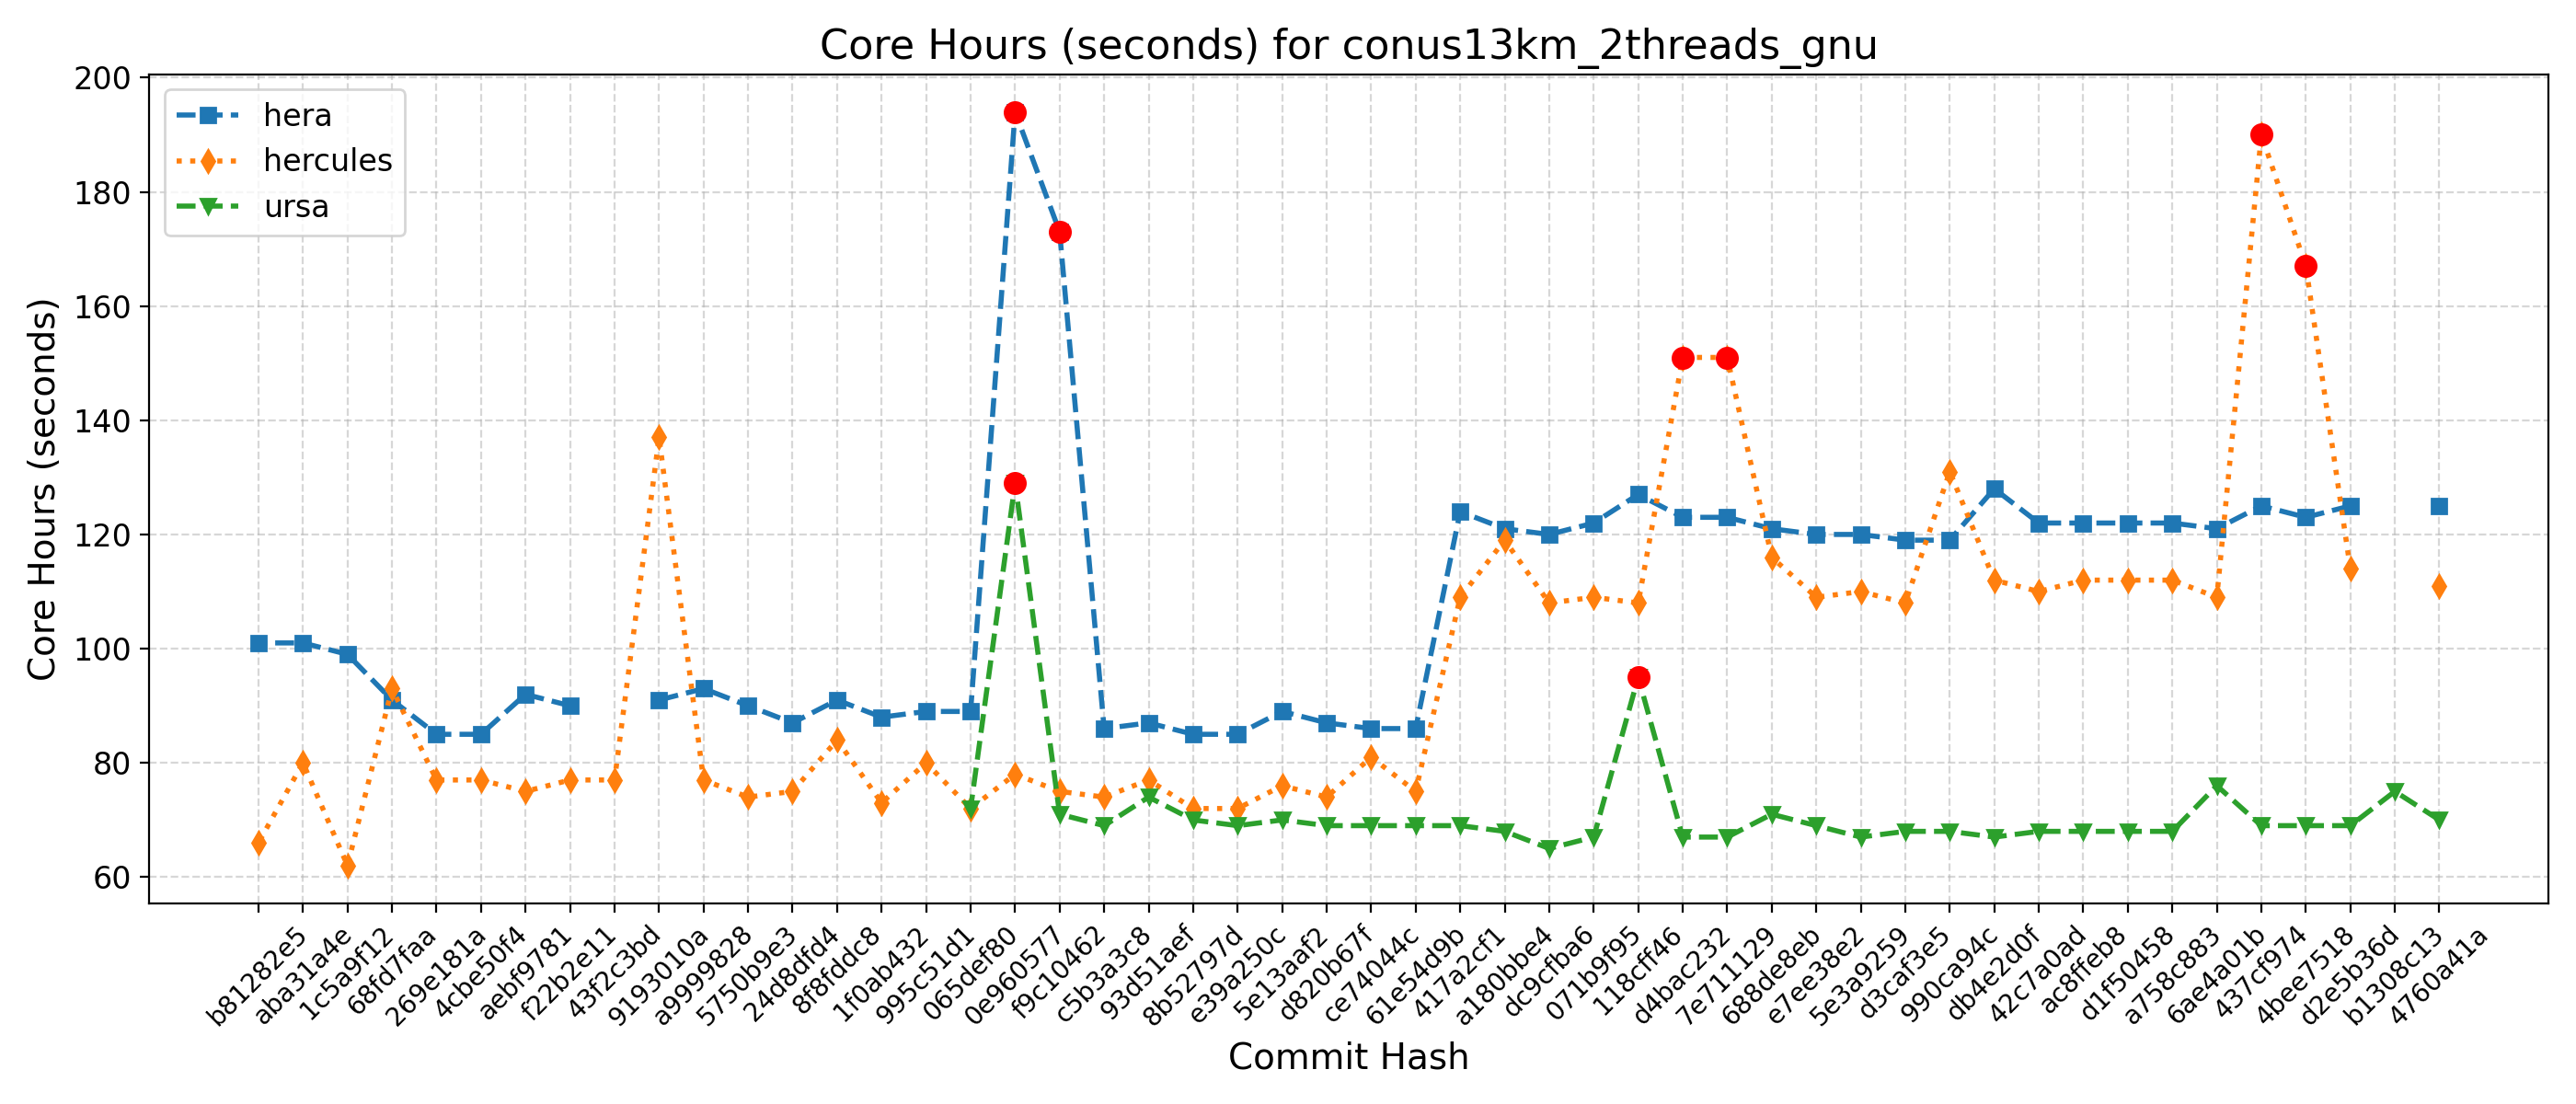 Core Hours (seconds) for conus13km_2threads_gnu
hera
hercules
ursa
Core Hours (seconds)
200
180
160
140
120
100
80
60
b81282e5
aba31a4e
1c5a9f12
68fd7faa
269e181a
4cbe50f4
aebf9781
f22b2e11
43f2c3bd
9193010a
a9999828
5750b9e3
24d8dfd4
8f8fddc8
1f0ab432
995c51d1
065def80
0e960577
f9c10462
c5b3a3c8
93d51aef
8b52797d
e39a250c
5e13aaf2
d820b67f
ce74044c
61e54d9b
417a2cf1
a180bbe4
dc9cfba6
071b9f95
118cff46
d4bac232
7e711129
688de8eb
e7ee38e2
5e3a9259
d3caf3e5
990ca94c
db4e2d0f
42c7a0ad
ac8ffeb8
d1f50458
a758c883
6ae4a01b
437cf974
4bee7518
d2e5b36d
b1308c13
4760a41a
Commit Hash